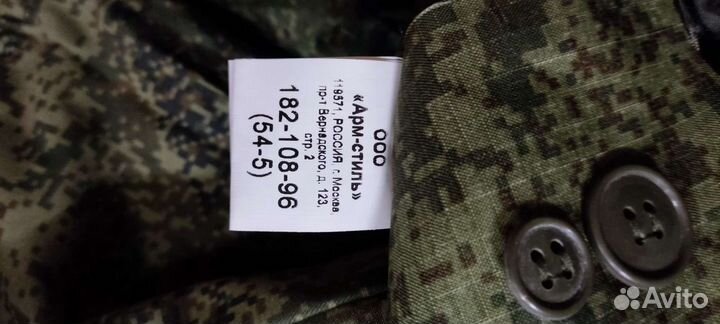 ООО
«Арм-стиль»
119571, РОССИЯ, г. Москва,
пр-т Вернадского, д. 123,
стр. 2
182-108-96
(54-5)
Avito